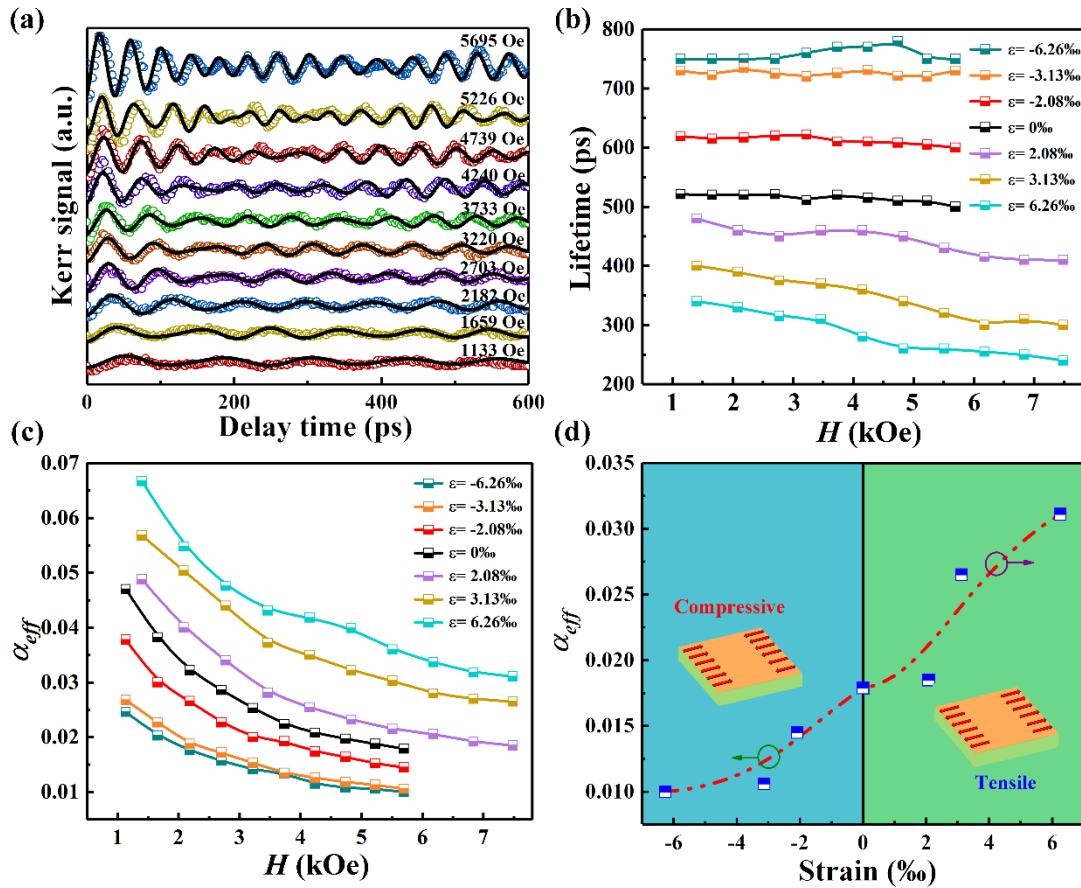 (a)
Kerr signal (a.u.)
5695 Oe
5226 Oe
4739 Oe
4240 Oe
3733 Oe
3220 Oe
2703 Oe
2182 Oe
1659 Oe
1133 Oe
0 200 400 600
Delay time (ps)
(b)
Lifetime (ps)
800
700
600
500
400
300
200
ε= -6.26‰
ε= -3.13‰
ε= -2.08‰
ε= 0‰
ε= 2.08‰
ε= 3.13‰
ε= 6.26‰
1 2 3 4 5 6 7
H (kOe)
(c)
αeff
0.07
0.06
0.05
0.04
0.03
0.02
0.01
ε= -6.26‰
ε= -3.13‰
ε= -2.08‰
ε= 0‰
ε= 2.08‰
ε= 3.13‰
ε= 6.26‰
1 2 3 4 5 6 7
H (kOe)
(d)
αeff
0.035
0.030
0.025
0.020
0.015
0.010
Compressive
Tensile
-6 -4 -2 0 2 4 6
Strain (‰)